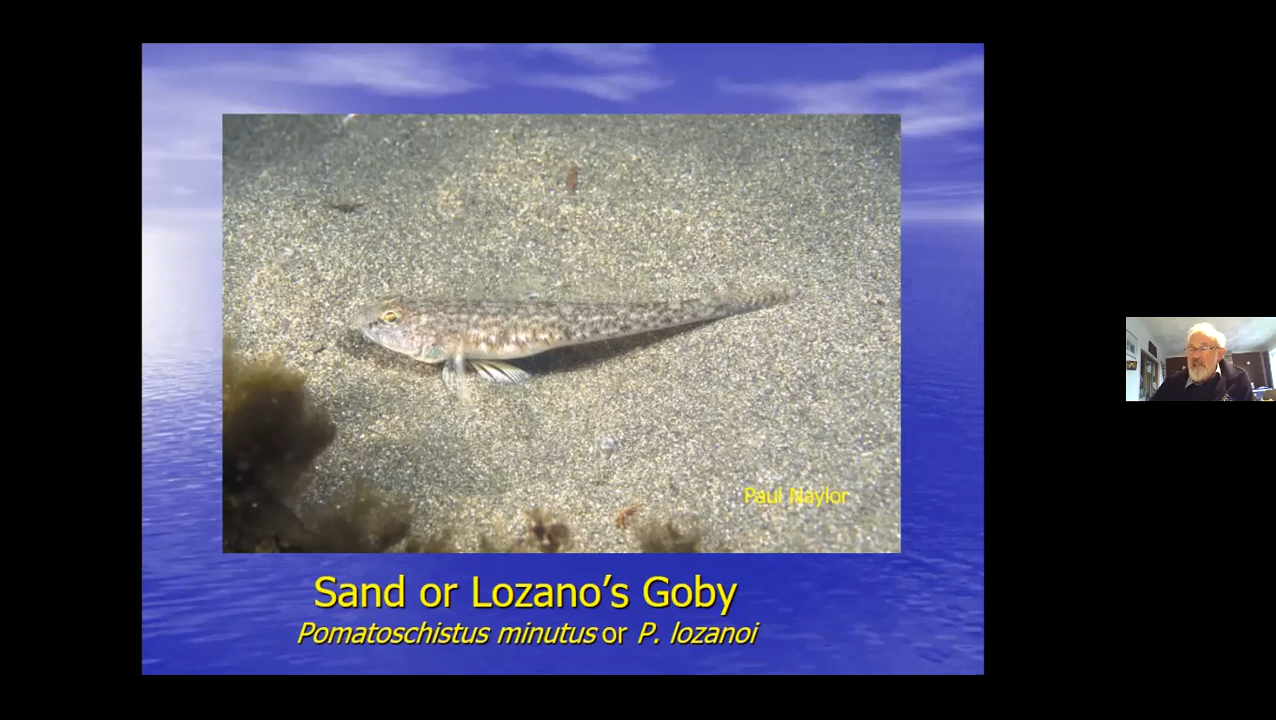 Paul Naylor
Sand or Lozano's Goby
Pomatoschistus minutus or P. lozanoi